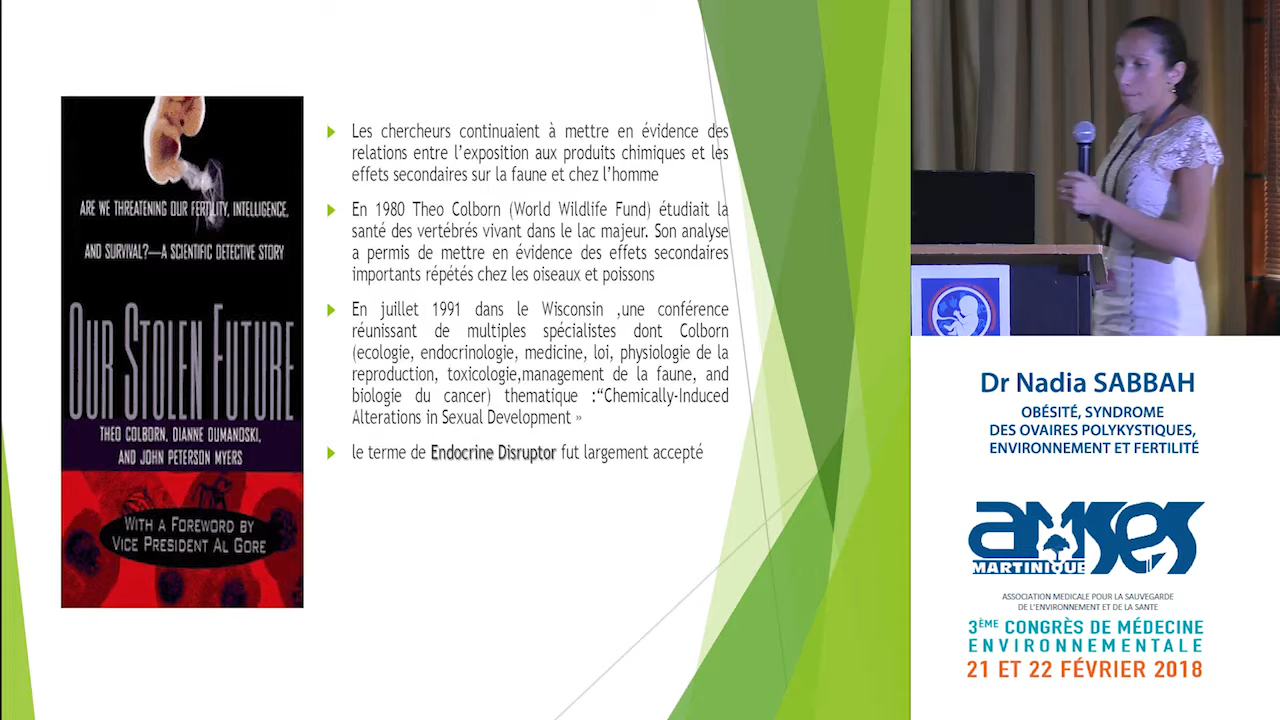 ARE WE THREATENING OUR FERTILITY, INTELLIGENCE,
AND SURVIVAL?—A SCIENTIFIC DETECTIVE STORY
OUR STOLEN FUTURE
THEO COLBORN, DIANNE DUMANOSKI,
AND JOHN PETERSON MYERS
WITH A FOREWORD BY
VICE PRESIDENT AL GORE
Les chercheurs continuaient à mettre en évidence des
relations entre l'exposition aux produits chimiques et les
effets secondaires sur la faune et chez l'homme
En 1980 Theo Colborn (World Wildlife Fund) étudiait la
santé des vertébrés vivant dans le lac majeur. Son analyse
a permis de mettre en évidence des effets secondaires
importants répétés chez les oiseaux et poissons
En juillet 1991 dans le Wisconsin ,une conférence
réunissant de multiples spécialistes dont Colborn
(ecologie, endocrinologie, medicine, loi, physiologie de la
reproduction, toxicologie,management de la faune, and
biologie du cancer) thematique :“Chemically-Induced
Alterations in Sexual Development »
le terme de Endocrine Disruptor fut largement accepté
Dr Nadia SABBAH
OBÉSITÉ, SYNDROME
DES OVAIRES POLYKYSTIQUES,
ENVIRONNEMENT ET FERTILITÉ
AMSES
MARTINIQUE
ASSOCIATION MEDICALE POUR LA SAUVEGARDE
DE L'ENVIRONNEMENT ET DE LA SANTE
3ÈME CONGRÈS DE MÉDECINE
ENVIRONNEMENTALE
21 ET 22 FÉVRIER 2018